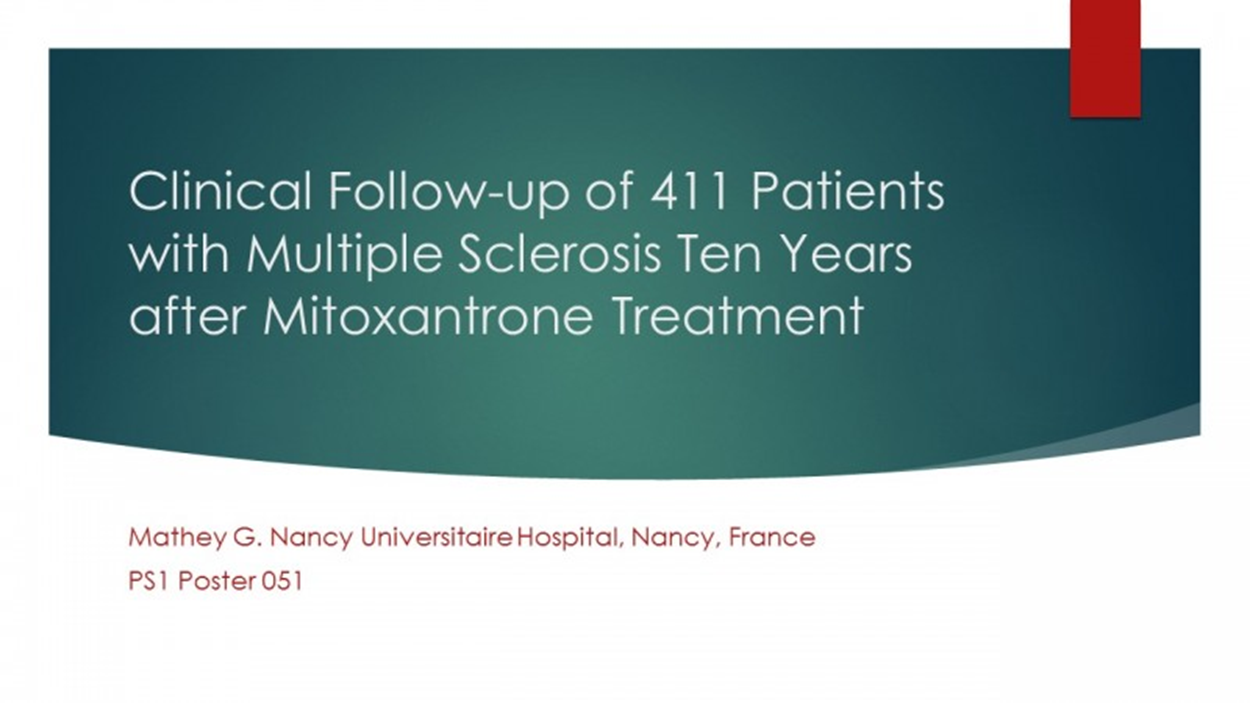 Clinical Follow-up of 411 Patients
with Multiple Sclerosis Ten Years
after Mitoxantrone Treatment
Mathey G. Nancy Universitaire Hospital, Nancy, France
PS1 Poster 051